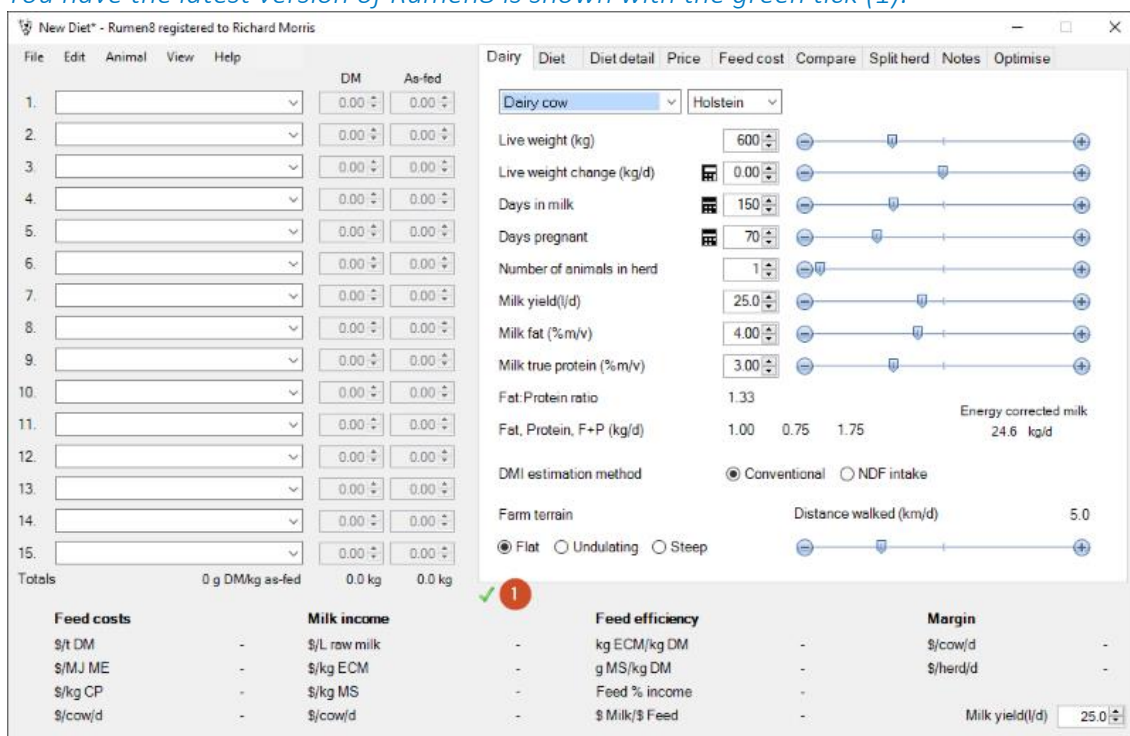 You have the latest version of Rumen8 is shown with the green tick (1).
New Diet* - Rumen8 registered to Richard Morris
File Edit Animal View Help
Dairy Diet Diet detail Price Feed cost Compare Split herd Notes Optimise
DM As-fed
1. 0.00 0.00
2. 0.00 0.00
3. 0.00 0.00
4. 0.00 0.00
5. 0.00 0.00
6. 0.00 0.00
7. 0.00 0.00
8. 0.00 0.00
9. 0.00 0.00
10. 0.00 0.00
11. 0.00 0.00
12. 0.00 0.00
13. 0.00 0.00
14. 0.00 0.00
15. 0.00 0.00
Totals 0 g DM/kg as-fed 0.0 kg 0.0 kg
Dairy cow Holstein
Live weight (kg) 600
Live weight change (kg/d) 0.00
Days in milk 150
Days pregnant 70
Number of animals in herd 1
Milk yield(l/d) 25.0
Milk fat (%m/v) 4.00
Milk true protein (%m/v) 3.00
Fat:Protein ratio 1.33
Energy corrected milk
Fat, Protein, F+P (kg/d) 1.00 0.75 1.75 24.6 kg/d
DMI estimation method Conventional NDF intake
Farm terrain Distance walked (km/d) 5.0
Flat Undulating Steep
1
Feed costs Milk income Feed efficiency Margin
$/t DM - $/L raw milk - kg ECM/kg DM - $/cow/d -
$/MJ ME - $/kg ECM - g MS/kg DM - $/herd/d -
$/kg CP - $/kg MS - Feed % income -
$/cow/d - $/cow/d - $ Milk/$ Feed - Milk yield(l/d) 25.0